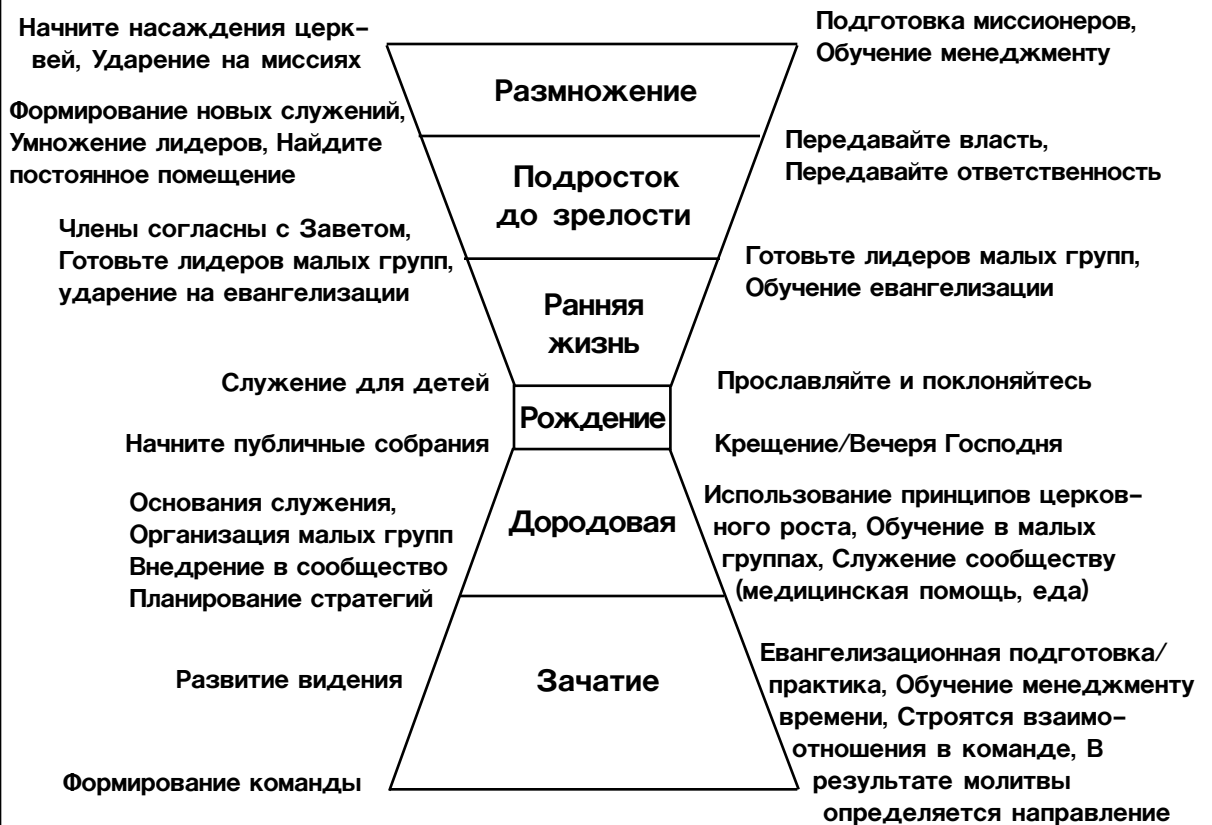 Начните насаждения церк–
вей, Ударение на миссиях
Подготовка миссионеров,
Обучение менеджменту
Размножение
Формирование новых служений,
Умножение лидеров, Найдите
постоянное помещение
Подросток
до зрелости
Передавайте власть,
Передавайте ответственность
Члены согласны с Заветом,
Готовьте лидеров малых групп,
ударение на евангелизации
Ранняя
жизнь
Готовьте лидеров малых групп,
Обучение евангелизации
Служение для детей
Начните публичные собрания
Рождение
Прославляйте и поклоняйтесь
Крещение/Вечеря Господня
Основания служения,
Организация малых групп
Внедрение в сообщество
Планирование стратегий
Дородовая
Использование принципов церков–
ного роста, Обучение в малых
группах, Служение сообществу
(медицинская помощь, еда)
Развитие видения
Формирование команды
Зачатие
Евангелизационная подготовка/
практика, Обучение менеджменту
времени, Строятся взаимо–
отношения в команде, В
результате молитвы
определяется направление